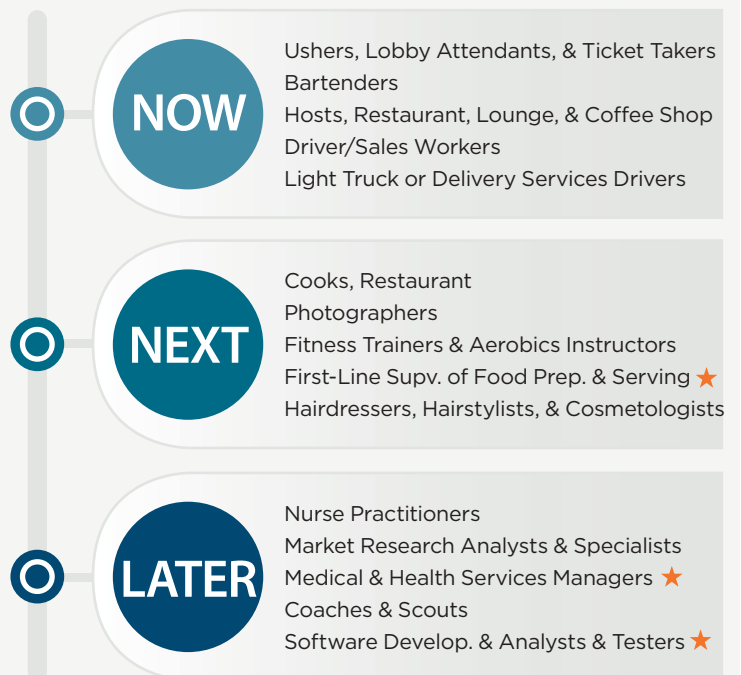 NOW
Ushers, Lobby Attendants, & Ticket Takers
Bartenders
Hosts, Restaurant, Lounge, & Coffee Shop
Driver/Sales Workers
Light Truck or Delivery Services Drivers
NEXT
Cooks, Restaurant
Photographers
Fitness Trainers & Aerobics Instructors
First-Line Supv. of Food Prep. & Serving
Hairdressers, Hairstylists, & Cosmetologists
LATER
Nurse Practitioners
Market Research Analysts & Specialists
Medical & Health Services Managers
Coaches & Scouts
Software Develop. & Analysts & Testers